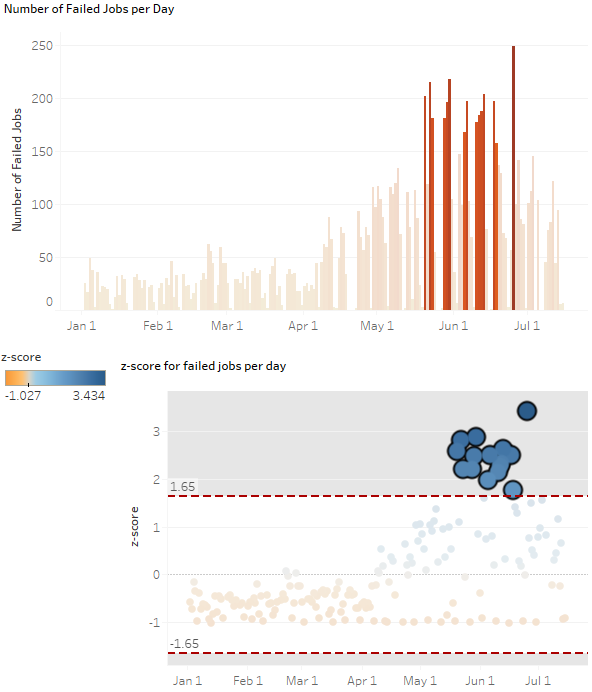 Number of Failed Jobs per Day
250
200
150
100
50
0
Number of Failed Jobs
Jan 1 Feb 1 Mar 1 Apr 1 May 1 Jun 1 Jul 1
z-score
-1.027 3.434
z-score for failed jobs per day
3
2
1.65
1
0
-1
-1.65
z-score
Jan 1 Feb 1 Mar 1 Apr 1 May 1 Jun 1 Jul 1